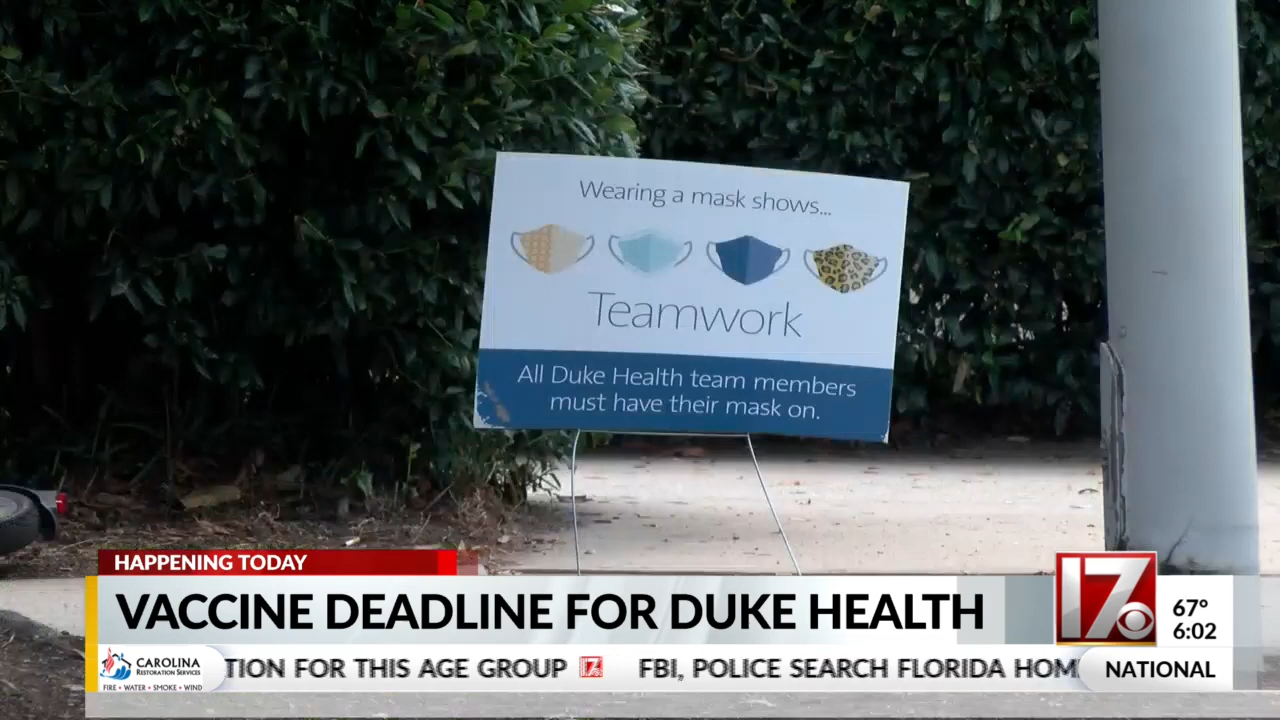 Wearing a mask shows...
Teamwork
All Duke Health team members
must have their mask on.
HAPPENING TODAY
VACCINE DEADLINE FOR DUKE HEALTH
17
67°
6:02
CAROLINA
RESTORATION SERVICES
FIRE • WATER • SMOKE • WIND
TION FOR THIS AGE GROUP 17 FBI, POLICE SEARCH FLORIDA HOM
NATIONAL